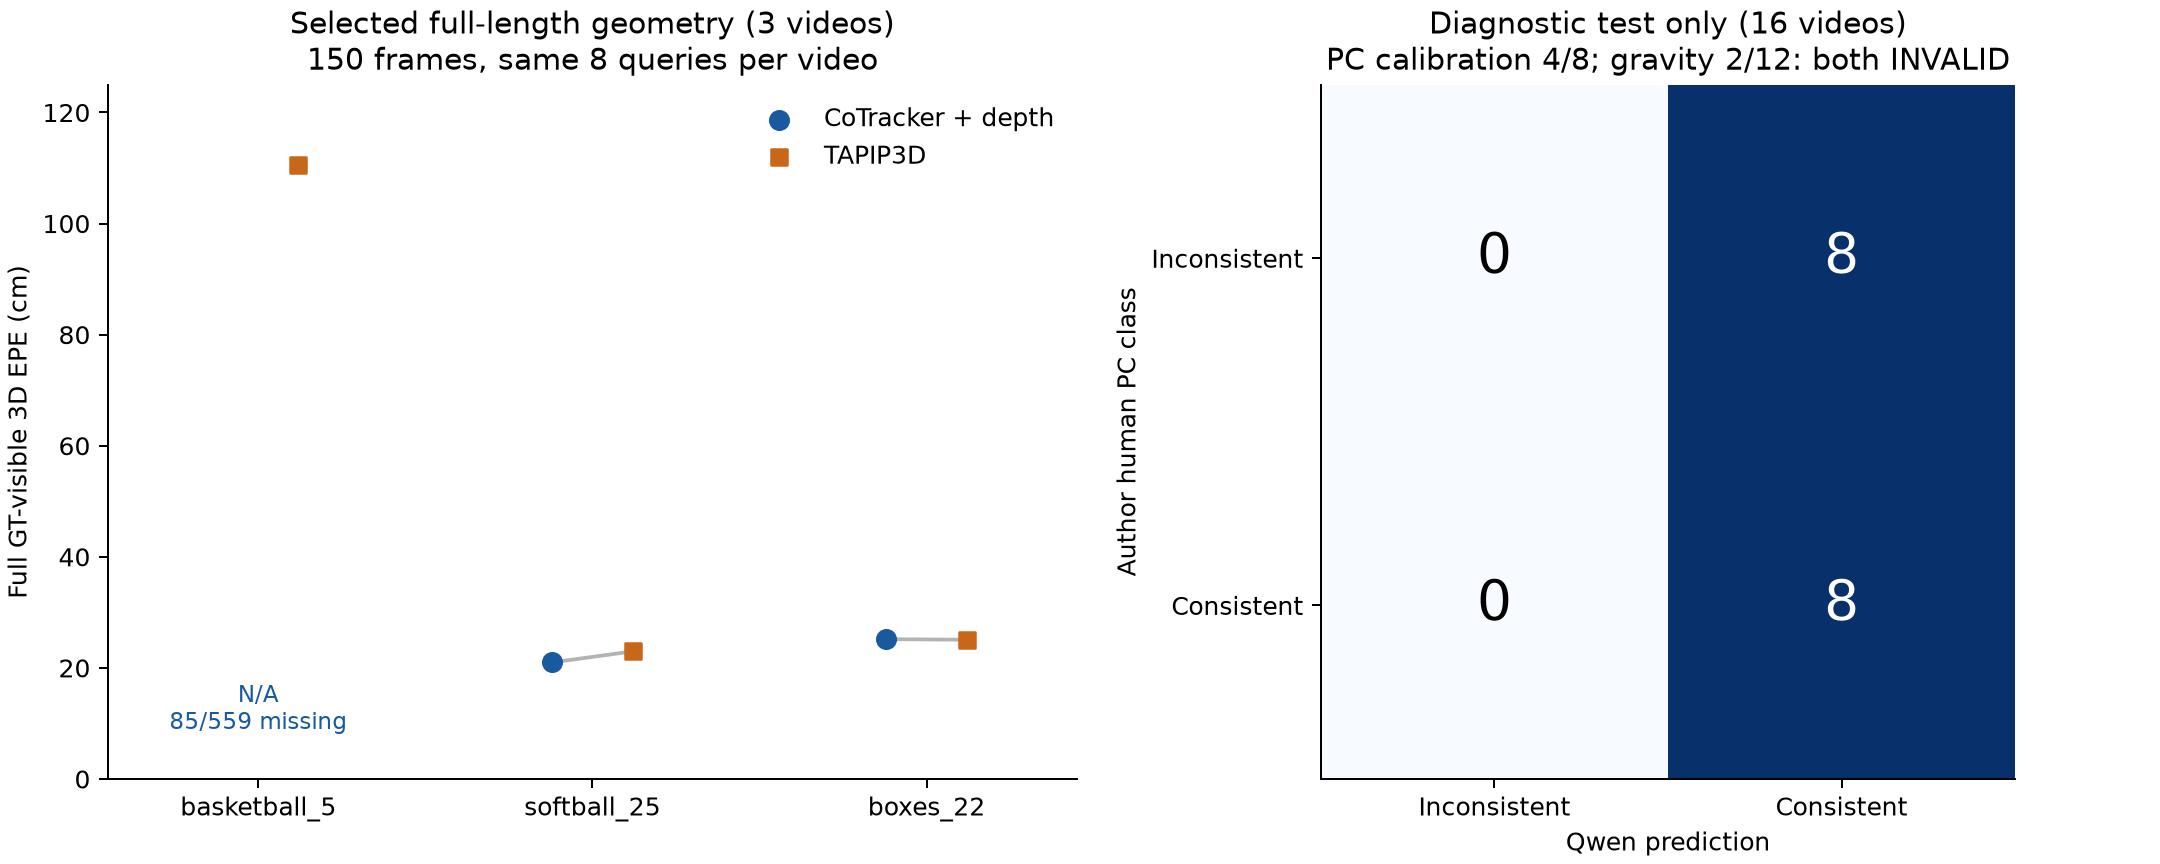 Selected full-length geometry (3 videos)
150 frames, same 8 queries per video
Full GT-visible 3D EPE (cm)
120
100
80
60
40
20
0
CoTracker + depth
TAPIP3D
N/A
85/559 missing
basketball_5
softball_25
boxes_22
Diagnostic test only (16 videos)
PC calibration 4/8; gravity 2/12: both INVALID
Author human PC class
Inconsistent
0
8
Consistent
0
8
Inconsistent
Consistent
Qwen prediction